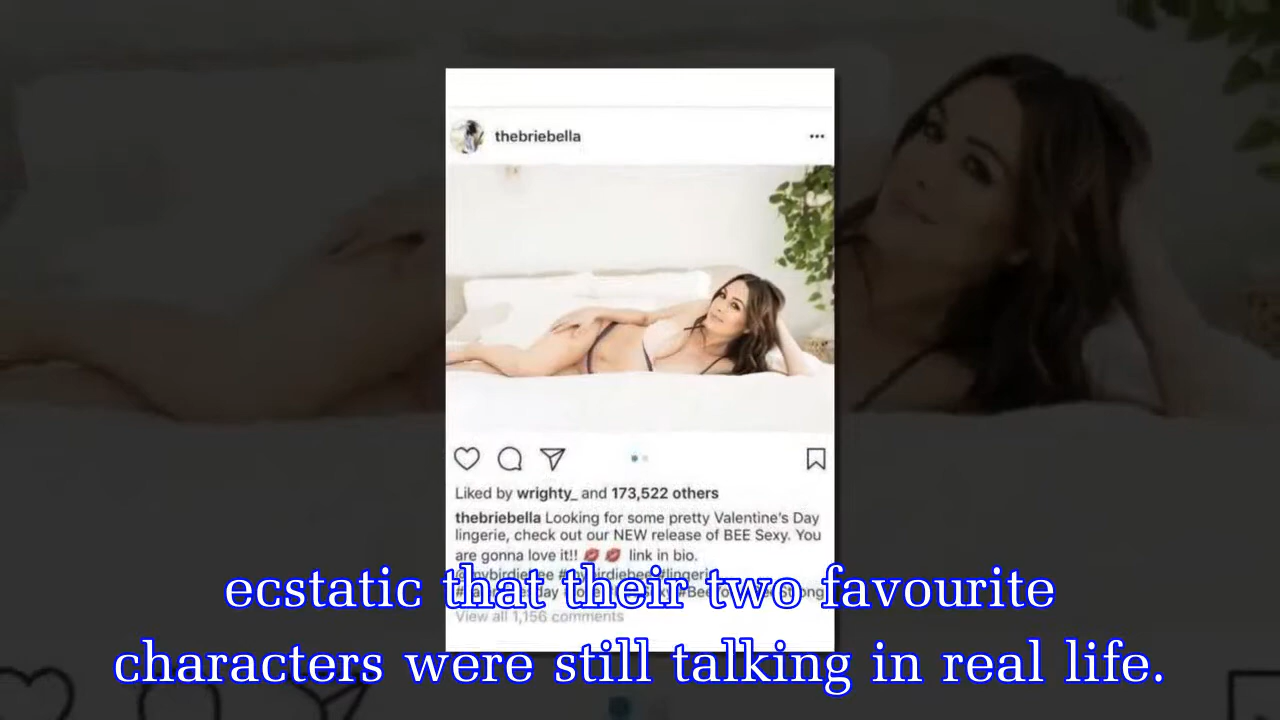 thebriebella
Liked by wrighty_ and 173,522 others
thebriebella Looking for some pretty Valentine's Day
lingerie, check out our NEW release of BEE Sexy. You
are gonna love it!! 💋 💋 link in bio.
ecstatic that their two favourite
View all 1,156 comments
characters were still talking in real life.